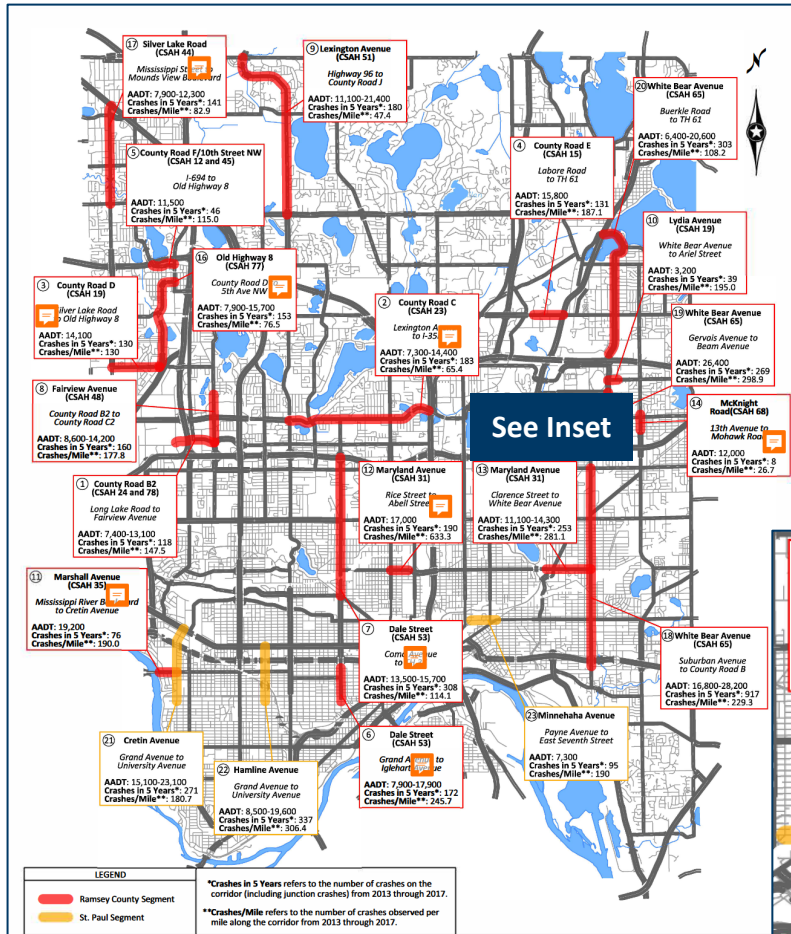 17 Silver Lake Road
(CSAH 44)
Mississippi to
Mounds View
AADT: 7,900-12,300
Crashes in 5 Years*: 141
Crashes/Mile**: 82.9
9 Lexington Avenue
(CSAH 51)
Highway 96 to
County Road J
AADT: 11,100-21,400
Crashes in 5 Years*: 180
Crashes/Mile**: 47.4
20 White Bear Avenue
(CSAH 65)
Buerkle Road
to TH 61
AADT: 6,400-20,600
Crashes in 5 Years*: 303
Crashes/Mile**: 108.2
5 County Road F/10th Street NW
(CSAH 12 and 45)
I-694 to
Old Highway 8
AADT: 11,500
Crashes in 5 Years*: 46
Crashes/Mile**: 115.0
4 County Road E
(CSAH 15)
Labore Road
to TH 61
AADT: 15,800
Crashes in 5 Years*: 131
Crashes/Mile**: 187.1
10 Lydia Avenue
(CSAH 19)
White Bear Avenue
to Ariel Street
AADT: 3,200
Crashes in 5 Years*: 39
Crashes/Mile**: 195.0
16 Old Highway 8
(CSAH 77)
County Road D
5th Ave NW
AADT: 7,900-15,700
Crashes in 5 Years*: 153
Crashes/Mile**: 76.5
3 County Road D
(CSAH 19)
Lake Road
Old Highway 8
AADT: 14,100
Crashes in 5 Years*: 130
Crashes/Mile**: 130
2 County Road C
(CSAH 23)
Lexington
to
AADT: 7,300-14,400
Crashes in 5 Years*: 183
Crashes/Mile**: 65.4
19 White Bear Avenue
(CSAH 65)
Gervais Avenue to
Beam Avenue
AADT: 26,400
Crashes in 5 Years*: 269
Crashes/Mile**: 298.9
8 Fairview Avenue
(CSAH 48)
County Road B2 to
County Road C2
AADT: 8,600-14,200
Crashes in 5 Years*: 160
Crashes/Mile**: 177.8
See Inset
14 McKnight
Road(CSAH 68)
13th Avenue to
Mohawk
AADT: 12,000
Crashes in 5 Years*: 8
Crashes/Mile**: 26.7
1 County Road B2
(CSAH 24 and 78)
Long Lake Road to
Fairview Avenue
AADT: 7,400-13,100
Crashes in 5 Years*: 118
Crashes/Mile**: 147.5
12 Maryland Avenue
(CSAH 31)
Rice Street to
Abell
AADT: 17,000
Crashes in 5 Years*: 190
Crashes/Mile**: 633.3
13 Maryland Avenue
(CSAH 31)
Clarence Street to
White Bear Avenue
AADT: 11,100-14,300
Crashes in 5 Years*: 253
Crashes/Mile**: 281.1
11 Marshall Avenue
(CSAH 35)
Mississippi River
to Cretin Avenue
AADT: 19,200
Crashes in 5 Years*: 76
Crashes/Mile**: 190.0
7 Dale Street
(CSAH 53)
to
AADT: 13,500-15,700
Crashes in 5 Years*: 308
Crashes/Mile**: 114.1
18 White Bear Avenue
(CSAH 65)
Suburban Avenue
to County Road B
AADT: 16,800-28,200
Crashes in 5 Years*: 917
Crashes/Mile**: 229.3
6 Dale Street
(CSAH 53)
Grand to
AADT: 7,900-17,900
Crashes in 5 Years*: 172
Crashes/Mile**: 245.7
23 Minnehaha Avenue
Payne Avenue to
East Seventh Street
AADT: 7,300
Crashes in 5 Years*: 95
Crashes/Mile**: 190
21 Cretin Avenue
Grand Avenue to
University Avenue
AADT: 15,100-23,100
Crashes in 5 Years*: 271
Crashes/Mile**: 180.7
22 Hamline Avenue
Grand Avenue to
University Avenue
AADT: 8,500-19,600
Crashes in 5 Years*: 337
Crashes/Mile**: 306.4
LEGEND
Ramsey County Segment
St. Paul Segment
*Crashes in 5 Years refers to the number of crashes on the
corridor (including junction crashes) from 2013 through 2017.
**Crashes/Mile refers to the number of crashes observed per
mile along the corridor from 2013 through 2017.
N